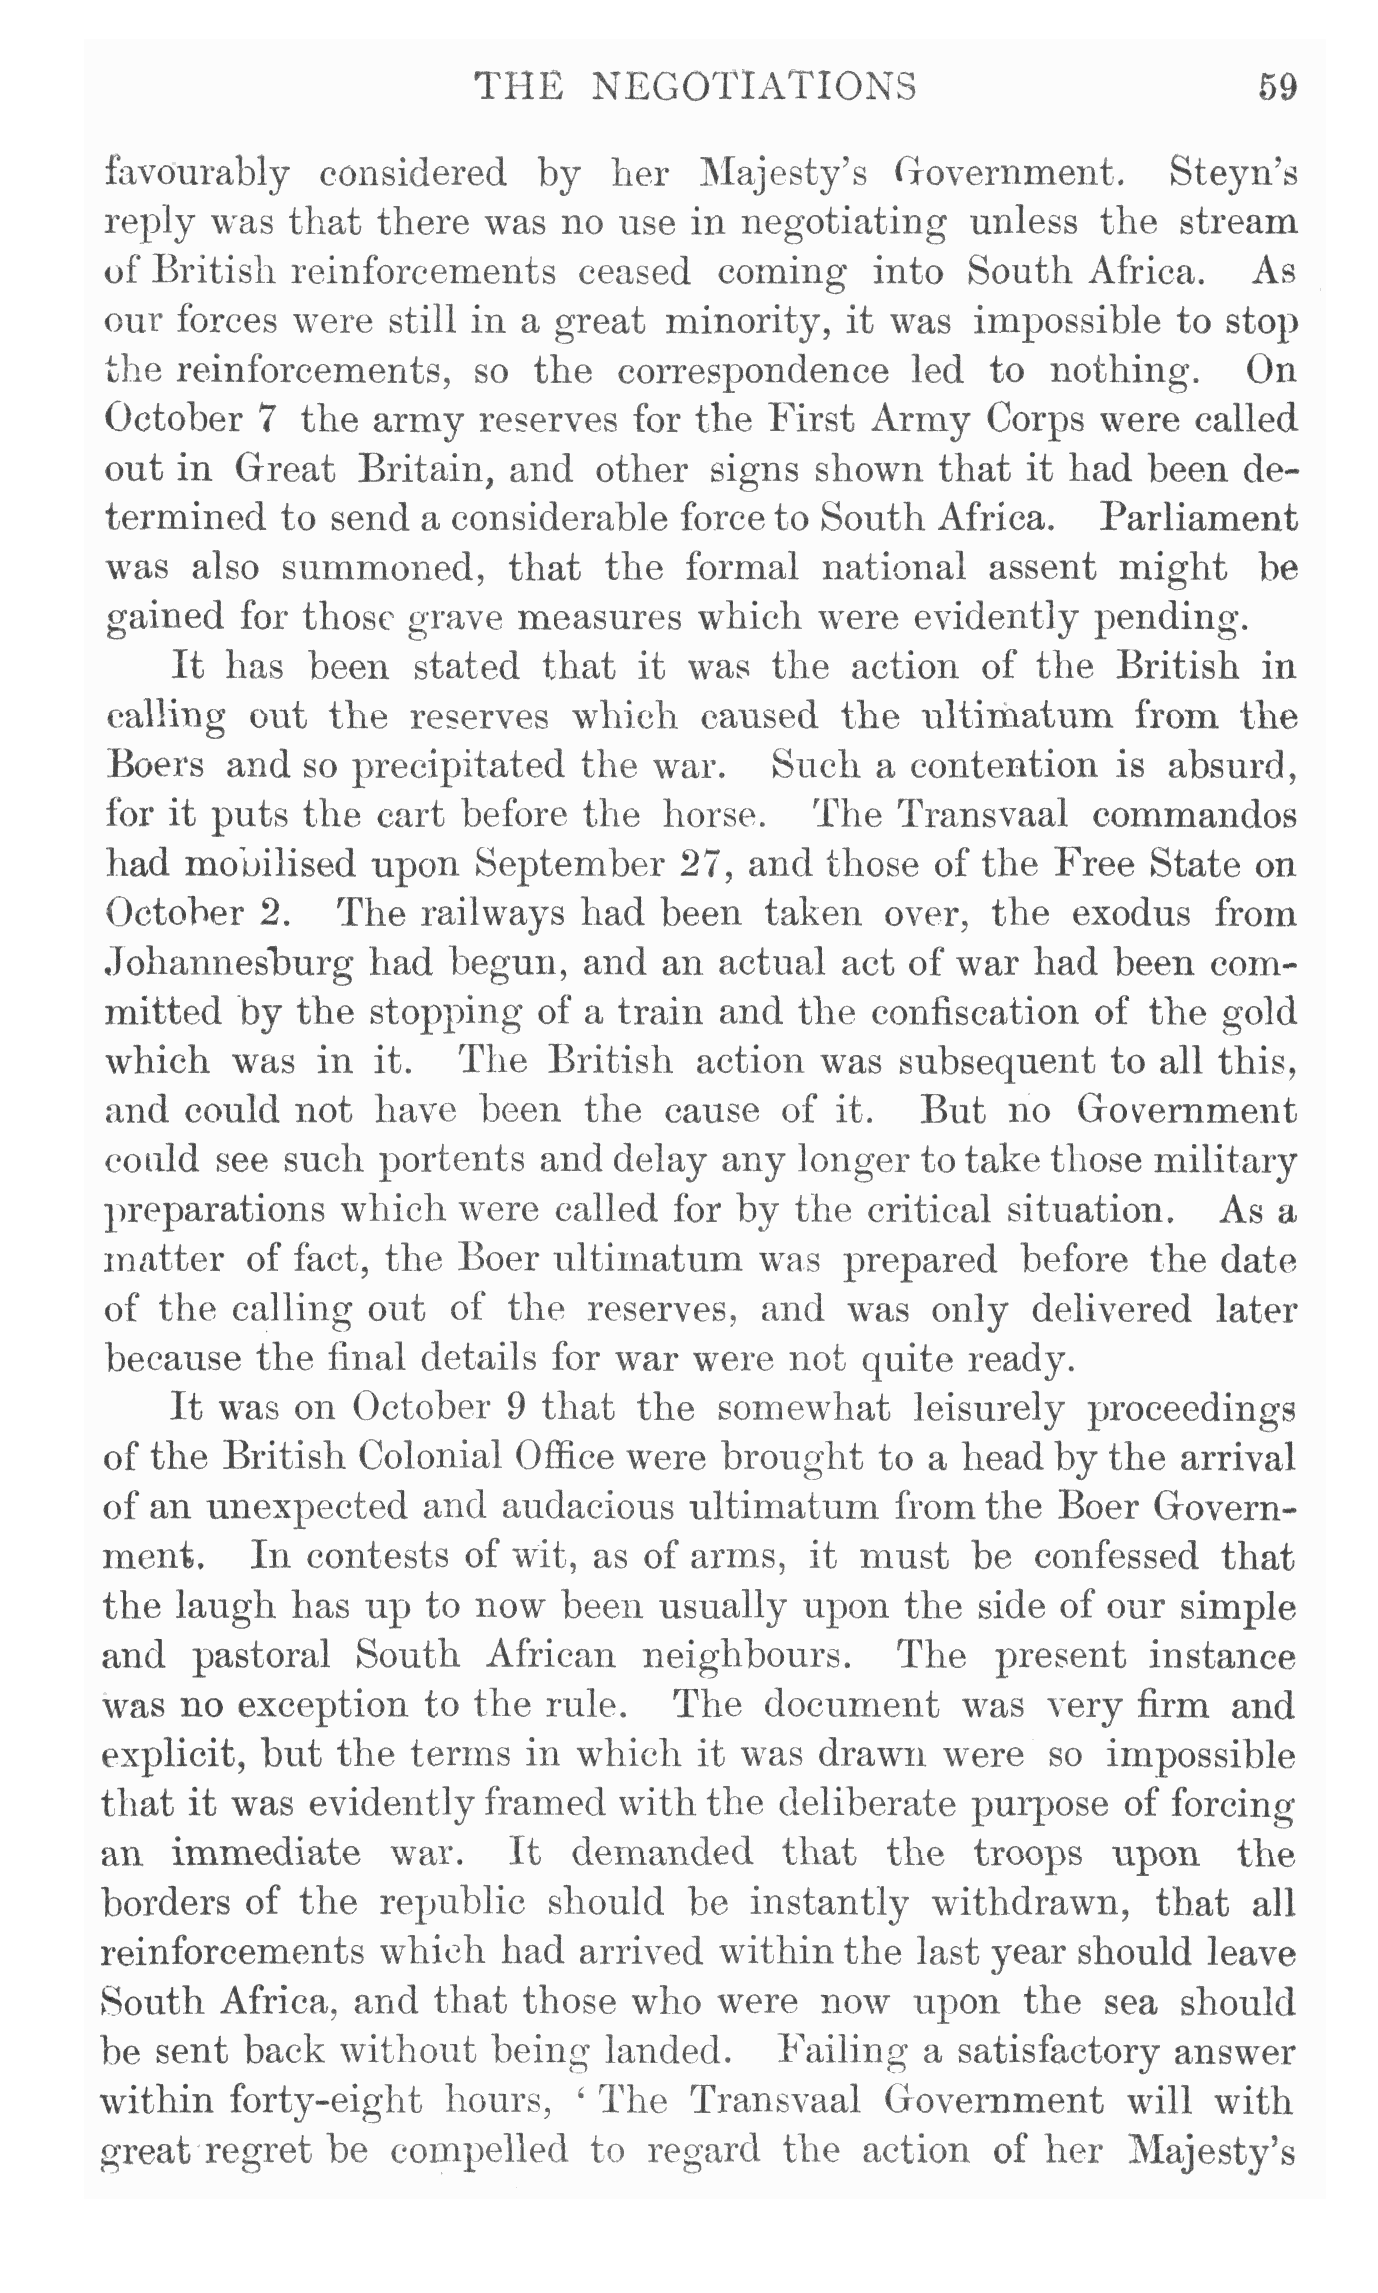 THE NEGOTIATIONS 59
favourably considered by her Majesty's Government. Steyn's
reply was that there was no use in negotiating unless the stream
of British reinforcements ceased coming into South Africa. As
our forces were still in a great minority, it was impossible to stop
the reinforcements, so the correspondence led to nothing. On
October 7 the army reserves for the First Army Corps were called
out in Great Britain, and other signs shown that it had been de-
termined to send a considerable force to South Africa. Parliament
was also summoned, that the formal national assent might be
gained for those grave measures which were evidently pending.
It has been stated that it was the action of the British in
calling out the reserves which caused the ultimatum from the
Boers and so precipitated the war. Such a contention is absurd,
for it puts the cart before the horse. The Transvaal commandos
had mobilised upon September 27, and those of the Free State on
October 2. The railways had been taken over, the exodus from
Johannesburg had begun, and an actual act of war had been com-
mitted by the stopping of a train and the confiscation of the gold
which was in it. The British action was subsequent to all this,
and could not have been the cause of it. But no Government
could see such portents and delay any longer to take those military
preparations which were called for by the critical situation. As a
matter of fact, the Boer ultimatum was prepared before the date
of the calling out of the reserves, and was only delivered later
because the final details for war were not quite ready.
It was on October 9 that the somewhat leisurely proceedings
of the British Colonial Office were brought to a head by the arrival
of an unexpected and audacious ultimatum from the Boer Govern-
ment. In contests of wit, as of arms, it must be confessed that
the laugh has up to now been usually upon the side of our simple
and pastoral South African neighbours. The present instance
was no exception to the rule. The document was very firm and
explicit, but the terms in which it was drawn were so impossible
that it was evidently framed with the deliberate purpose of forcing
an immediate war. It demanded that the troops upon the
borders of the republic should be instantly withdrawn, that all
reinforcements which had arrived within the last year should leave
South Africa, and that those who were now upon the sea should
be sent back without being landed. Failing a satisfactory answer
within forty-eight hours, ‘ The Transvaal Government will with
great regret be compelled to regard the action of her Majesty's